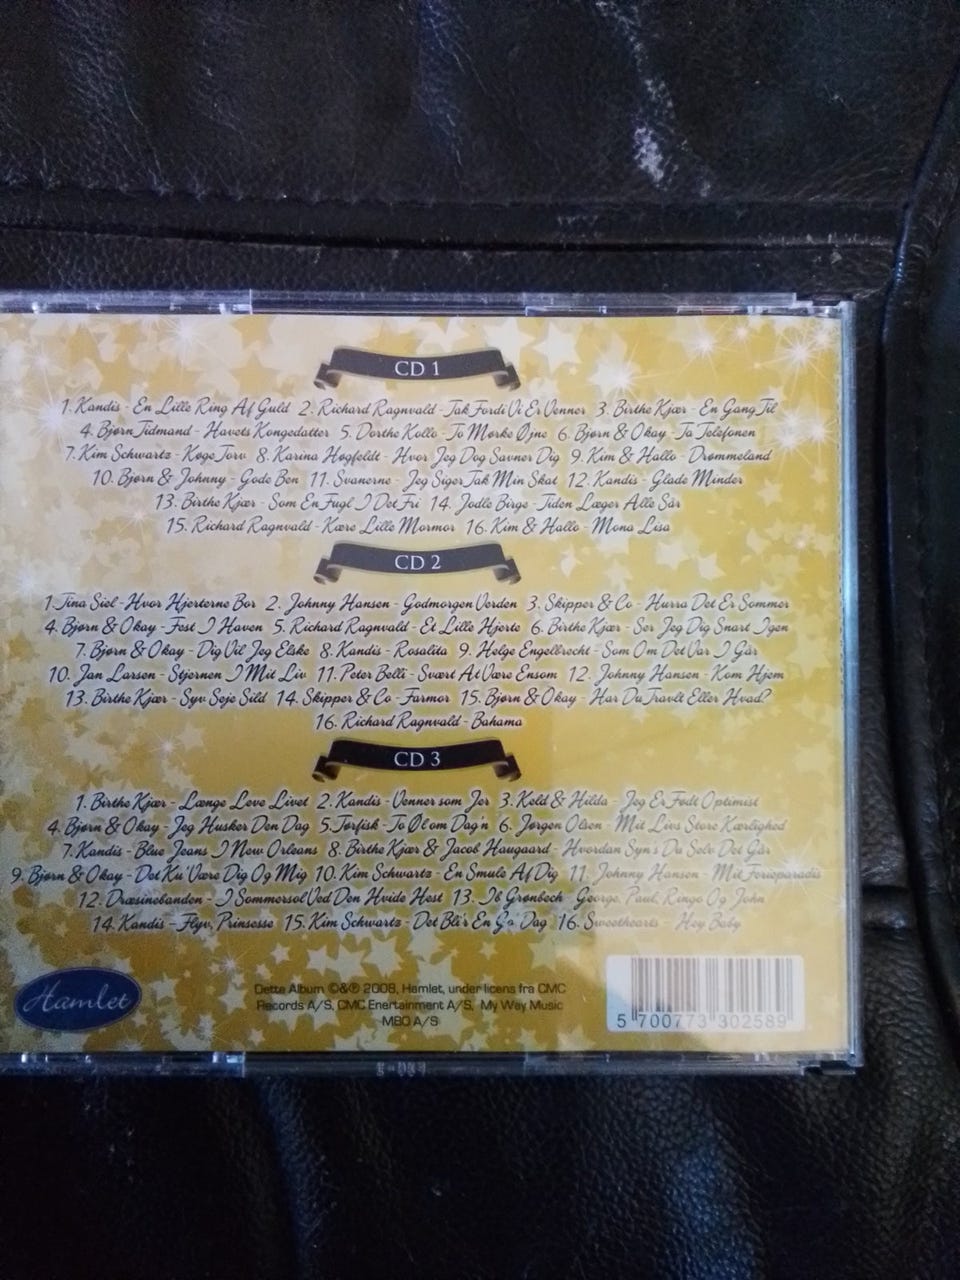 CD 1
1. Kandis - En Lille Ring Af Guld 2. Richard Ragnvald - Tak Fordi Vi Er Venner 3. Birthe Kjær - En Gang Til
4. Bjørn Tidmand - Havets Kongedatter 5. Dorthe Kollo - To Mørke Øjne 6. Bjørn & Okay - Ta Telefonen
7. Kim Schwartz - Køge Torv 8. Karina Høgfeldt - Hvor Jeg Dog Savner Dig 9. Kim & Hallo - Drømmeland
10. Bjørn & Johnny - Gode Ben 11. Svanerne - Jeg Siger Tak Min Skat 12. Kandis - Glade Minder
13. Birthe Kjær - Som En Fugl I Det Fri 14. Jodle Birge - Tiden Læger Alle Sår
15. Richard Ragnvald - Kære Lille Mormor 16. Kim & Hallo - Mona Lisa
CD 2
1. Tina Siel - Hvor Hjerterne Bor 2. Johnny Hansen - Godmorgen Verden 3. Skipper & Co - Hurra Det Er Sommer
4. Bjørn & Okay - Fest I Haven 5. Richard Ragnvald - Et Lille Hjerte 6. Birthe Kjær - Ser Jeg Dig Snart Igen
7. Bjørn & Okay - Dig Vil Jeg Elske 8. Kandis - Rosalita 9. Helge Engelbrecht - Som Om Det Var I Går
10. Jan Larsen - Stjernen I Mit Liv 11. Peter Belli - Svært At Være Ensom 12. Johnny Hansen - Kom Hjem
13. Birthe Kjær - Syv Seje Sild 14. Skipper & Co - Farmor 15. Bjørn & Okay - Har Du Travlt Eller Hvad?
16. Richard Ragnvald - Bahama
CD 3
1. Birthe Kjær - Længe Leve Livet 2. Kandis - Venner som Jer 3. Keld & Hilda - Jeg Er Født Optimist
4. Bjørn & Okay - Jeg Husker Den Dag 5. Tørfisk - To Øl om Dag'n 6. Jørgen Olsen - Mit Livs Store Kærlighed
7. Kandis - Blue Jeans I New Orleans 8. Birthe Kjær & Jacob Haugaard - Hvordan Syn's Du Selv Det Går
9. Bjørn & Okay - Det Ku' Være Dig Og Mig 10. Kim Schwartz - En Smule Af Dig 11. Johnny Hansen - Mit Ferieparadis
12. Dræsinebanden - I Sommersol Ved Den Hvide Hest 13. Ib Grønbech George, Paul, Ringo Og John
14. Kandis - Flyv, Prinsesse 15. Kim Schwartz - Det Bli'r En Go' Dag 16. Sweethearts - Hey Baby
Hamlet
Dette Album ©&℗ 2008, Hamlet, under licens fra CMC
Records A/S, CMC Enertainment A/S, My Way Music
MBO A/S
5 700773 302589